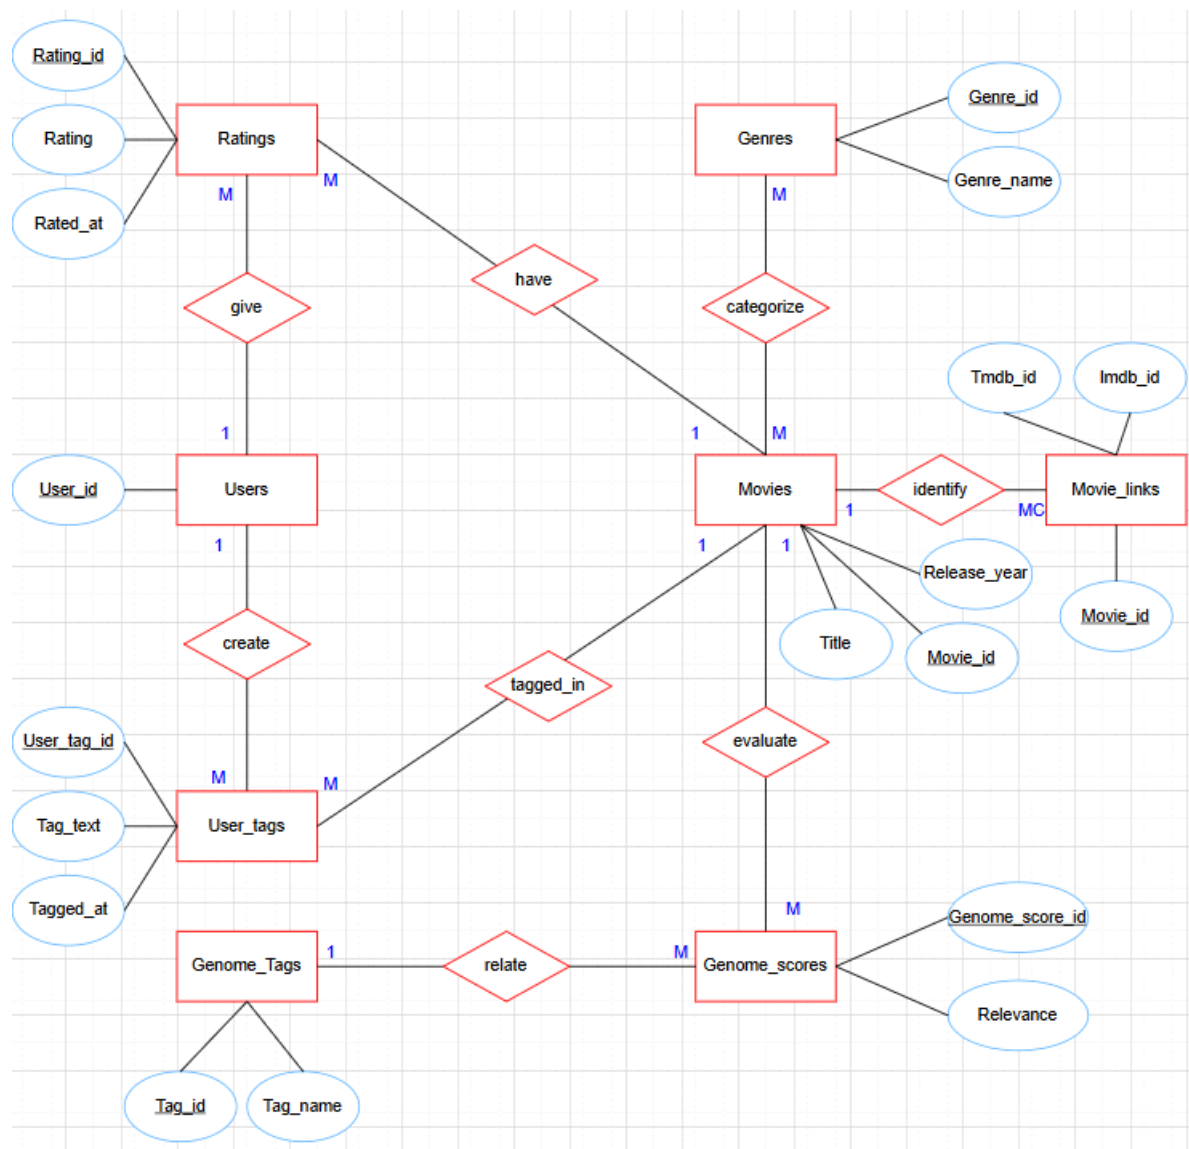 Rating_id
Rating
Rated_at
Ratings
M
M
Genres
M
Genre_id
Genre_name
give
have
categorize
Tmdb_id
Imdb_id
1
1
M
User_id
Users
Movies
1
identify
MC
Movie_links
1
1
1
Release_year
Title
Movie_id
Movie_id
create
tagged_in
evaluate
User_tag_id
Tag_text
Tagged_at
M
M
User_tags
M
Genome_Tags
1
relate
M
Genome_scores
Genome_score_id
Relevance
Tag_id
Tag_name